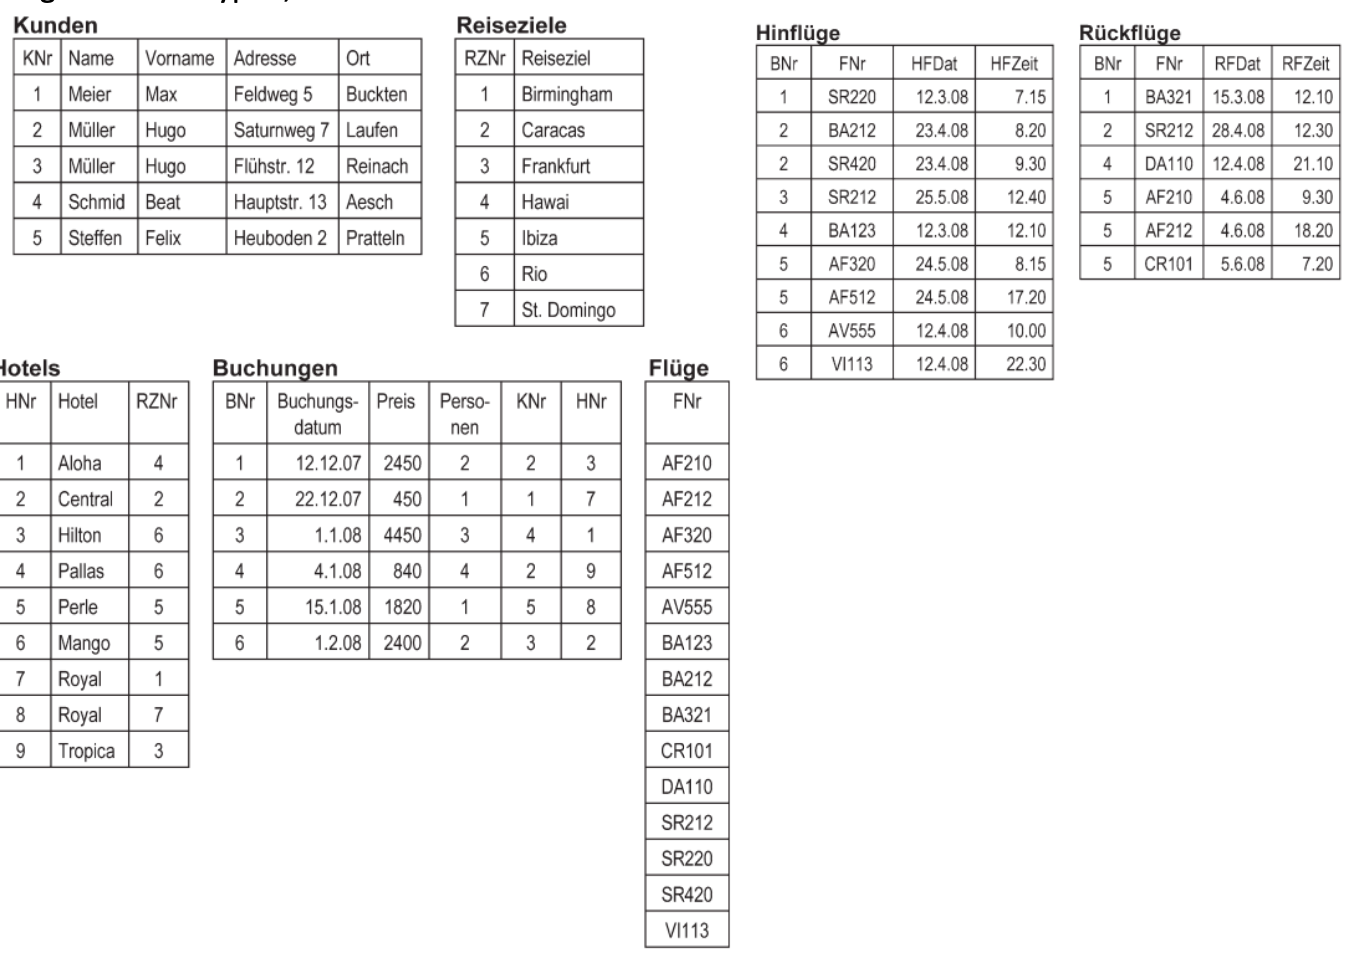 Kunden
KNr Name Vorname Adresse Ort
1 Meier Max Feldweg 5 Buckten
2 Müller Hugo Saturnweg 7 Laufen
3 Müller Hugo Flühstr. 12 Reinach
4 Schmid Beat Hauptstr. 13 Aesch
5 Steffen Felix Heuboden 2 Pratteln
Reiseziele
RZNr Reiseziel
1 Birmingham
2 Caracas
3 Frankfurt
4 Hawai
5 Ibiza
6 Rio
7 St. Domingo
Hinflüge
BNr FNr HFDat HFZeit
1 SR220 12.3.08 7.15
2 BA212 23.4.08 8.20
2 SR420 23.4.08 9.30
3 SR212 25.5.08 12.40
4 BA123 12.3.08 12.10
5 AF320 24.5.08 8.15
5 AF512 24.5.08 17.20
6 AV555 12.4.08 10.00
6 VI113 12.4.08 22.30
Rückflüge
BNr FNr RFDat RFZeit
1 BA321 15.3.08 12.10
2 SR212 28.4.08 12.30
4 DA110 12.4.08 21.10
5 AF210 4.6.08 9.30
5 AF212 4.6.08 18.20
5 CR101 5.6.08 7.20
Hotels
HNr Hotel RZNr
1 Aloha 4
2 Central 2
3 Hilton 6
4 Pallas 6
5 Perle 5
6 Mango 5
7 Royal 1
8 Royal 7
9 Tropica 3
Buchungen
BNr Buchungs- Preis Perso- KNr HNr
datum nen
1 12.12.07 2450 2 2 3
2 22.12.07 450 1 1 7
3 1.1.08 4450 3 4 1
4 4.1.08 840 4 2 9
5 15.1.08 1820 1 5 8
6 1.2.08 2400 2 3 2
Flüge
FNr
AF210
AF212
AF320
AF512
AV555
BA123
BA212
BA321
CR101
DA110
SR212
SR220
SR420
VI113